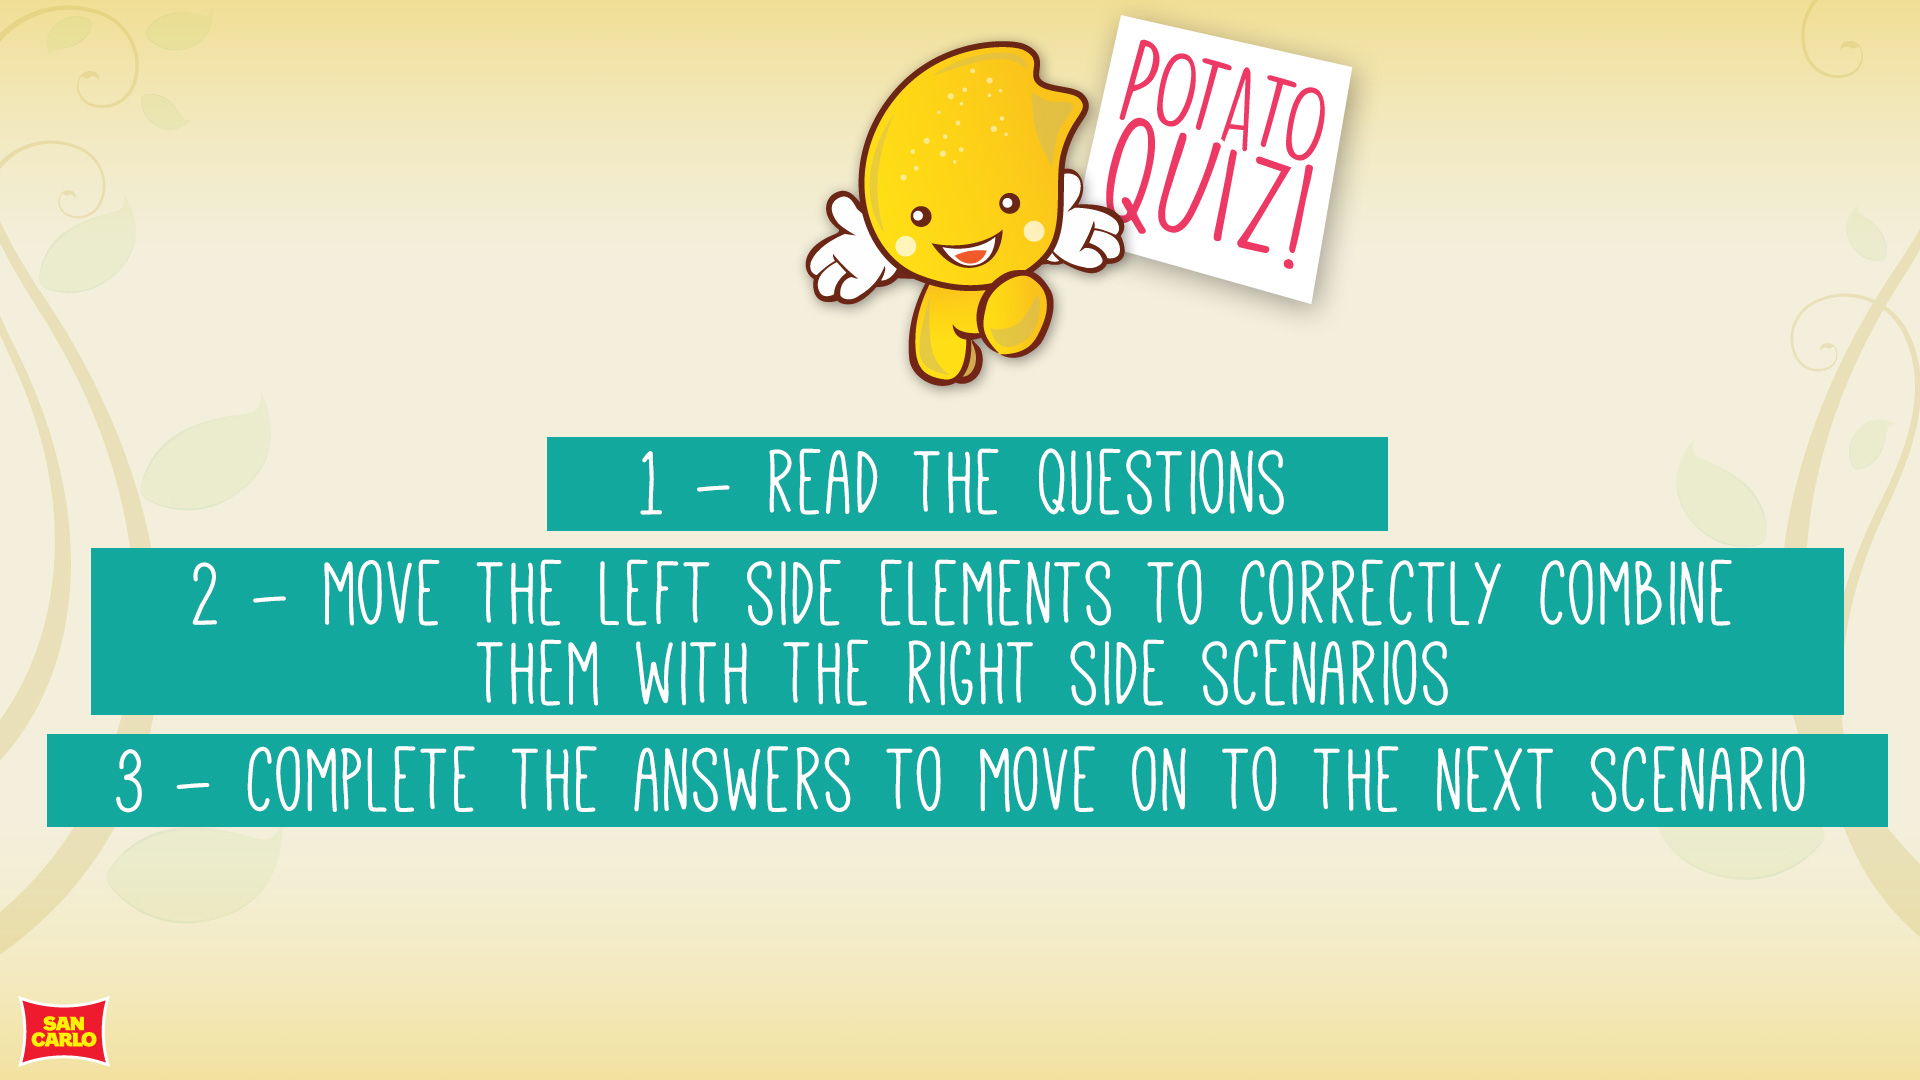 POTATO
QUIZ!
1 - READ THE QUESTIONS
2 - MOVE THE LEFT SIDE ELEMENTS TO CORRECTLY COMBINE
THEM WITH THE RIGHT SIDE SCENARIOS
3 - COMPLETE THE ANSWERS TO MOVE ON TO THE NEXT SCENARIO
SAN
CARLO